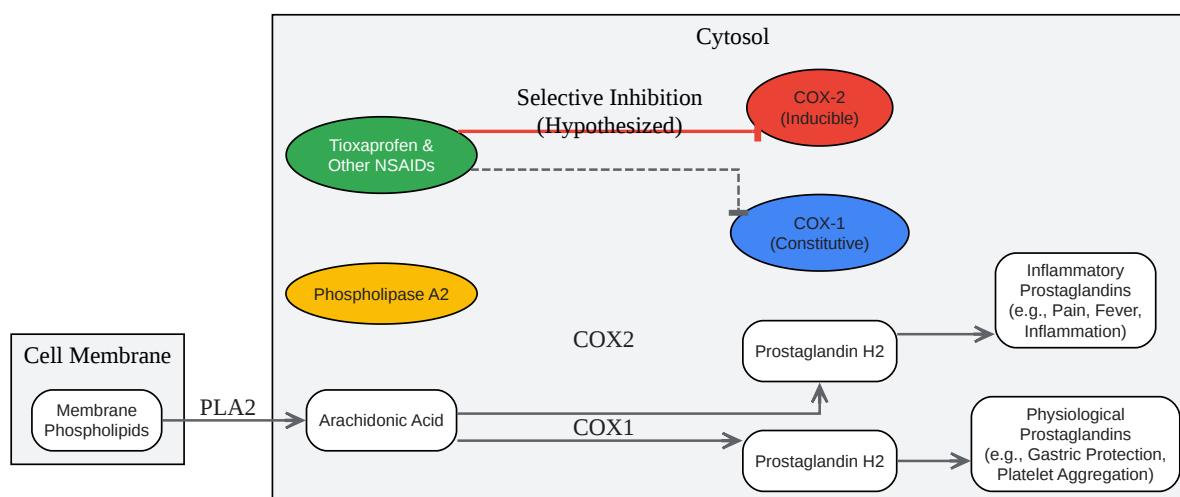 Cytosol
Selective Inhibition
(Hypothesized)
COX-2
(Inducible)
Tioxaprofen &
Other NSAIDs
COX-1
(Constitutive)
Phospholipase A2
Inflammatory
Prostaglandins
(e.g., Pain, Fever,
Inflammation)
COX2
Prostaglandin H2
Cell Membrane
Membrane
Phospholipids
PLA2
Arachidonic Acid
COX1
Prostaglandin H2
Physiological
Prostaglandins
(e.g., Gastric Protection,
Platelet Aggregation)